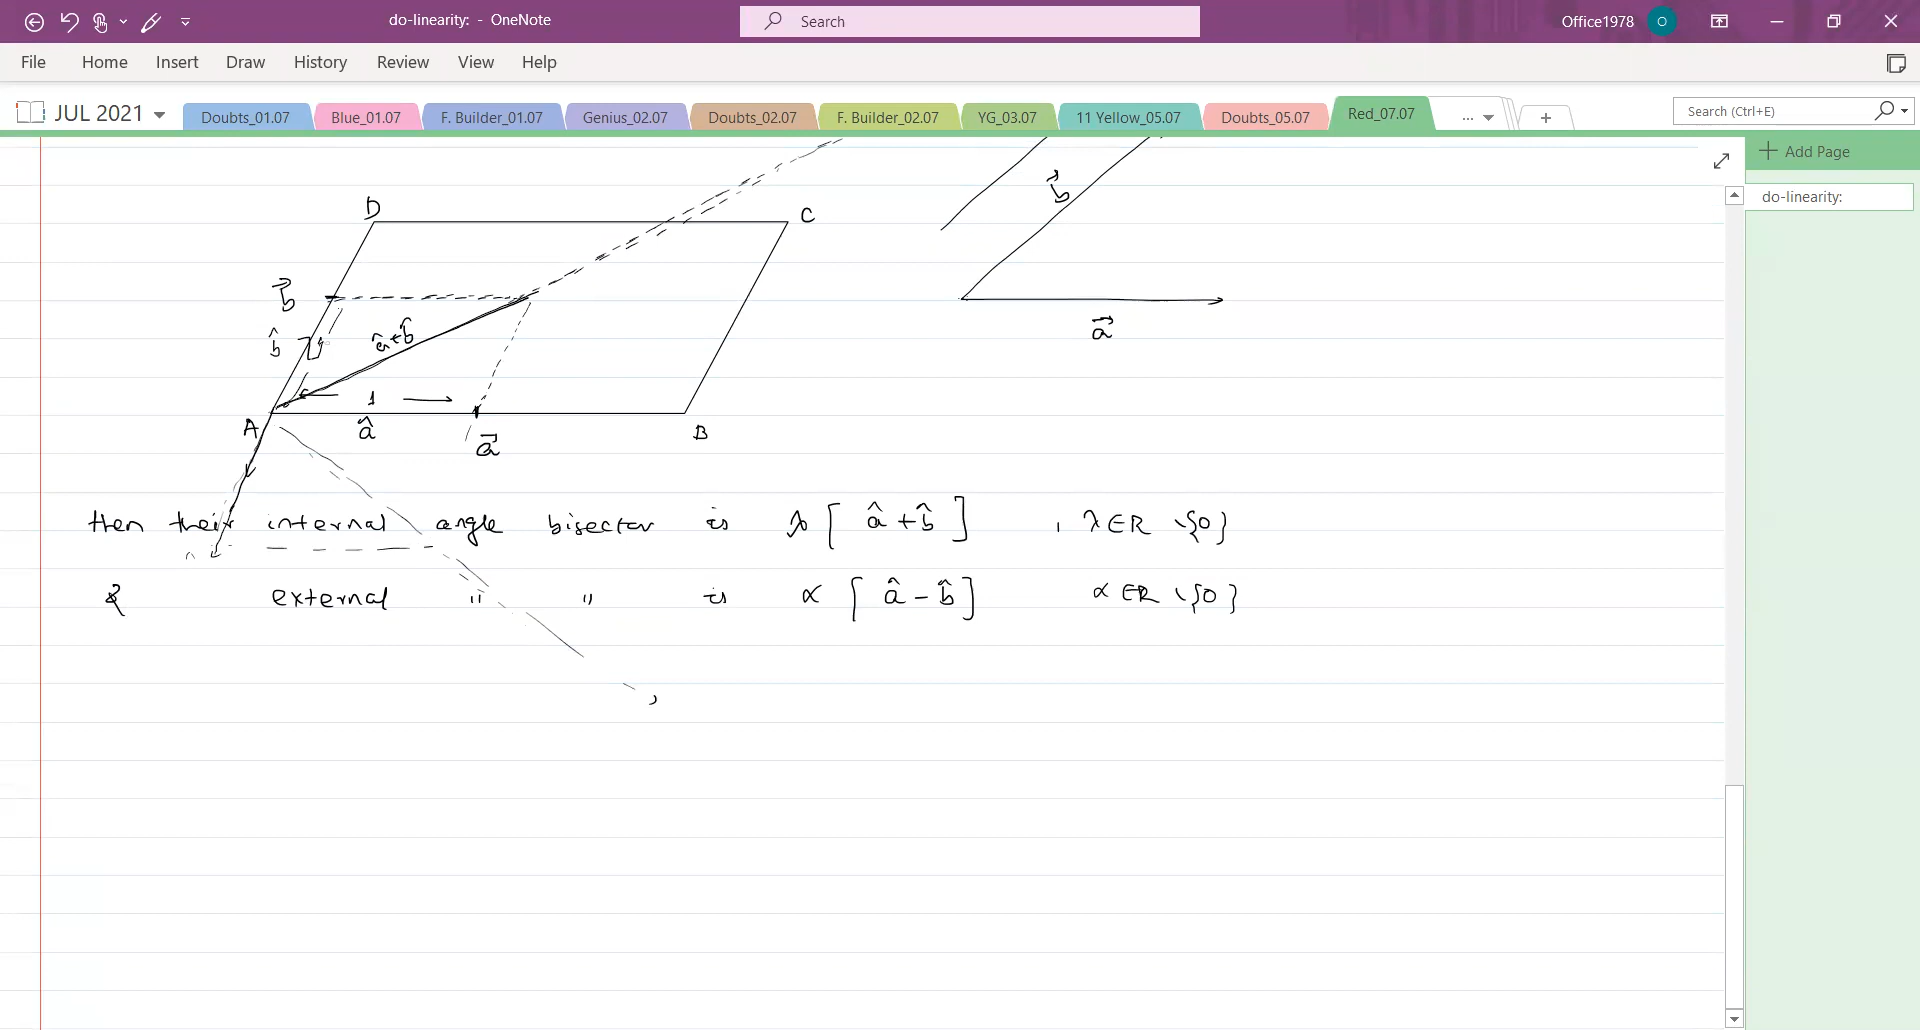 do-linearity: - OneNote
Search
Office1978
O
File Home Insert Draw History Review View Help
JUL 2021
Doubts_01.07
Blue_01.07
F. Builder_01.07
Genius_02.07
Doubts_02.07
F. Builder_02.07
YG_03.07
11 Yellow_05.07
Doubts_05.07
Red_07.07
...
+
Search (Ctrl+E)
+ Add Page
do-linearity:
D
C
b⃗
b̂
â+b̂
1
A
â
a⃗
B
b⃗
a⃗
then their internal angle bisector is λ [ â + b̂ ] , λ ∈ R \ {0}
& external " " is α [ â − b̂ ] α ∈ R \ {0}